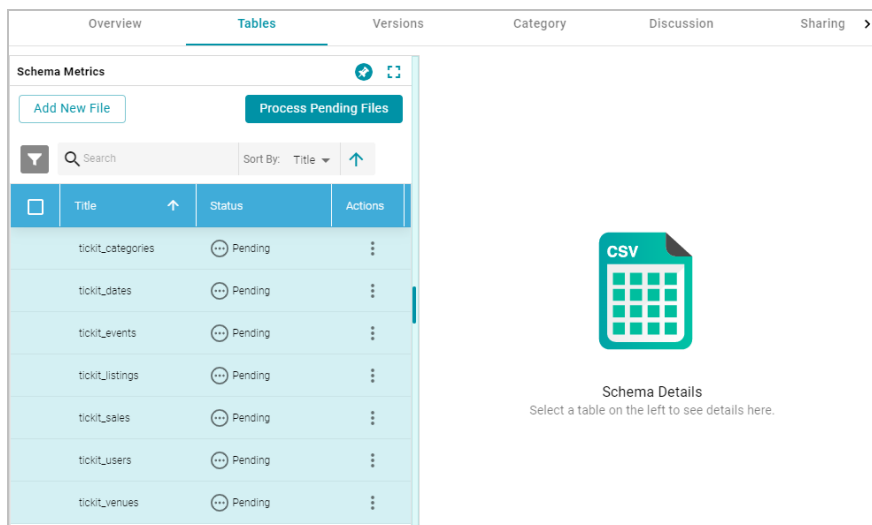 Overview Tables Versions Category Discussion Sharing
Schema Metrics
Add New File Process Pending Files
Search Sort By: Title
Title Status Actions
tickit_categories Pending
tickit_dates Pending
tickit_events Pending
tickit_listings Pending
tickit_sales Pending
tickit_users Pending
tickit_venues Pending
CSV
Schema Details
Select a table on the left to see details here.